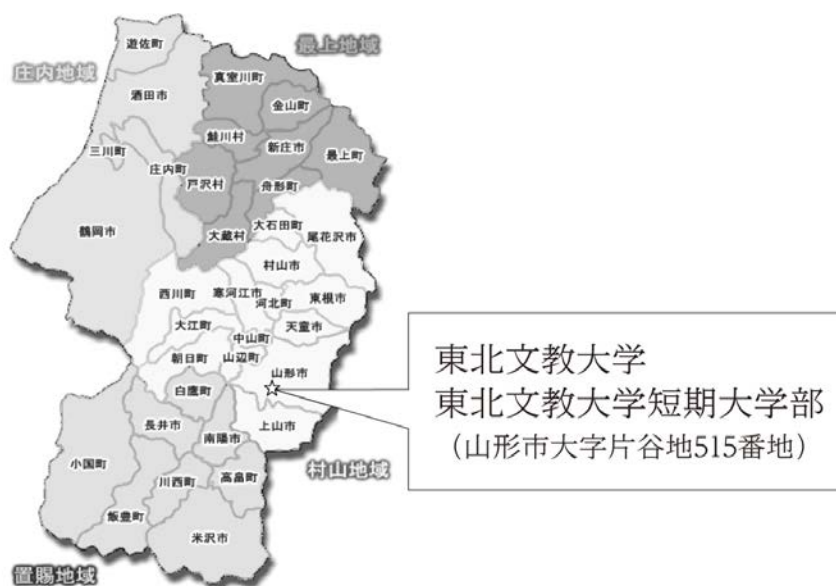 遊佐町
最上地域
庄内地域
真室川町
酒田市
金山町
鮭川村
三川町
新庄市
最上町
庄内町
戸沢村
舟形町
鶴岡市
大蔵村
大石田町
尾花沢市
村山市
西川町
寒河江市
河北町
東根市
大江町
天童市
中山町
朝日町
山辺町
山形市
白鷹町
長井市
南陽市
上山市
小国町
川西町
高畠町
村山地域
飯豊町
米沢市
置賜地域
東北文教大学
東北文教大学短期大学部
（山形市大字片谷地515番地）